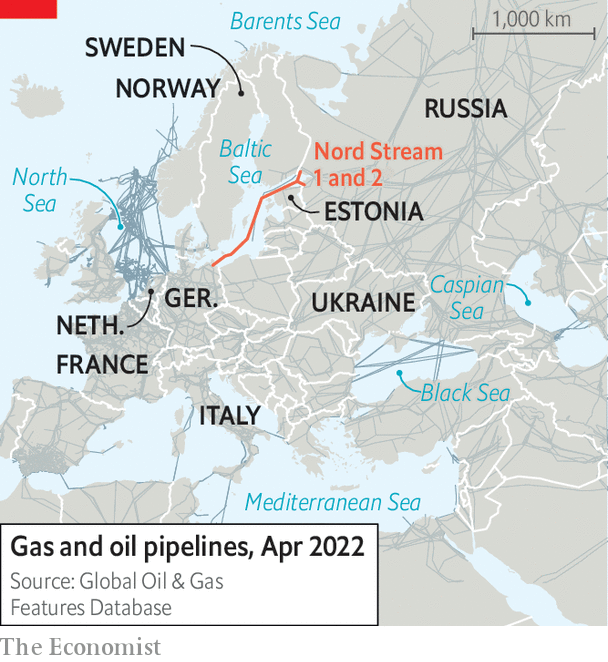 Barents Sea
1,000 km
SWEDEN
NORWAY
RUSSIA
Baltic
Sea
Nord Stream
1 and 2
North
Sea
ESTONIA
GER.
UKRAINE
Caspian
Sea
NETH.
FRANCE
Black Sea
ITALY
Mediterranean Sea
Gas and oil pipelines, Apr 2022
Source: Global Oil & Gas
Features Database
The Economist